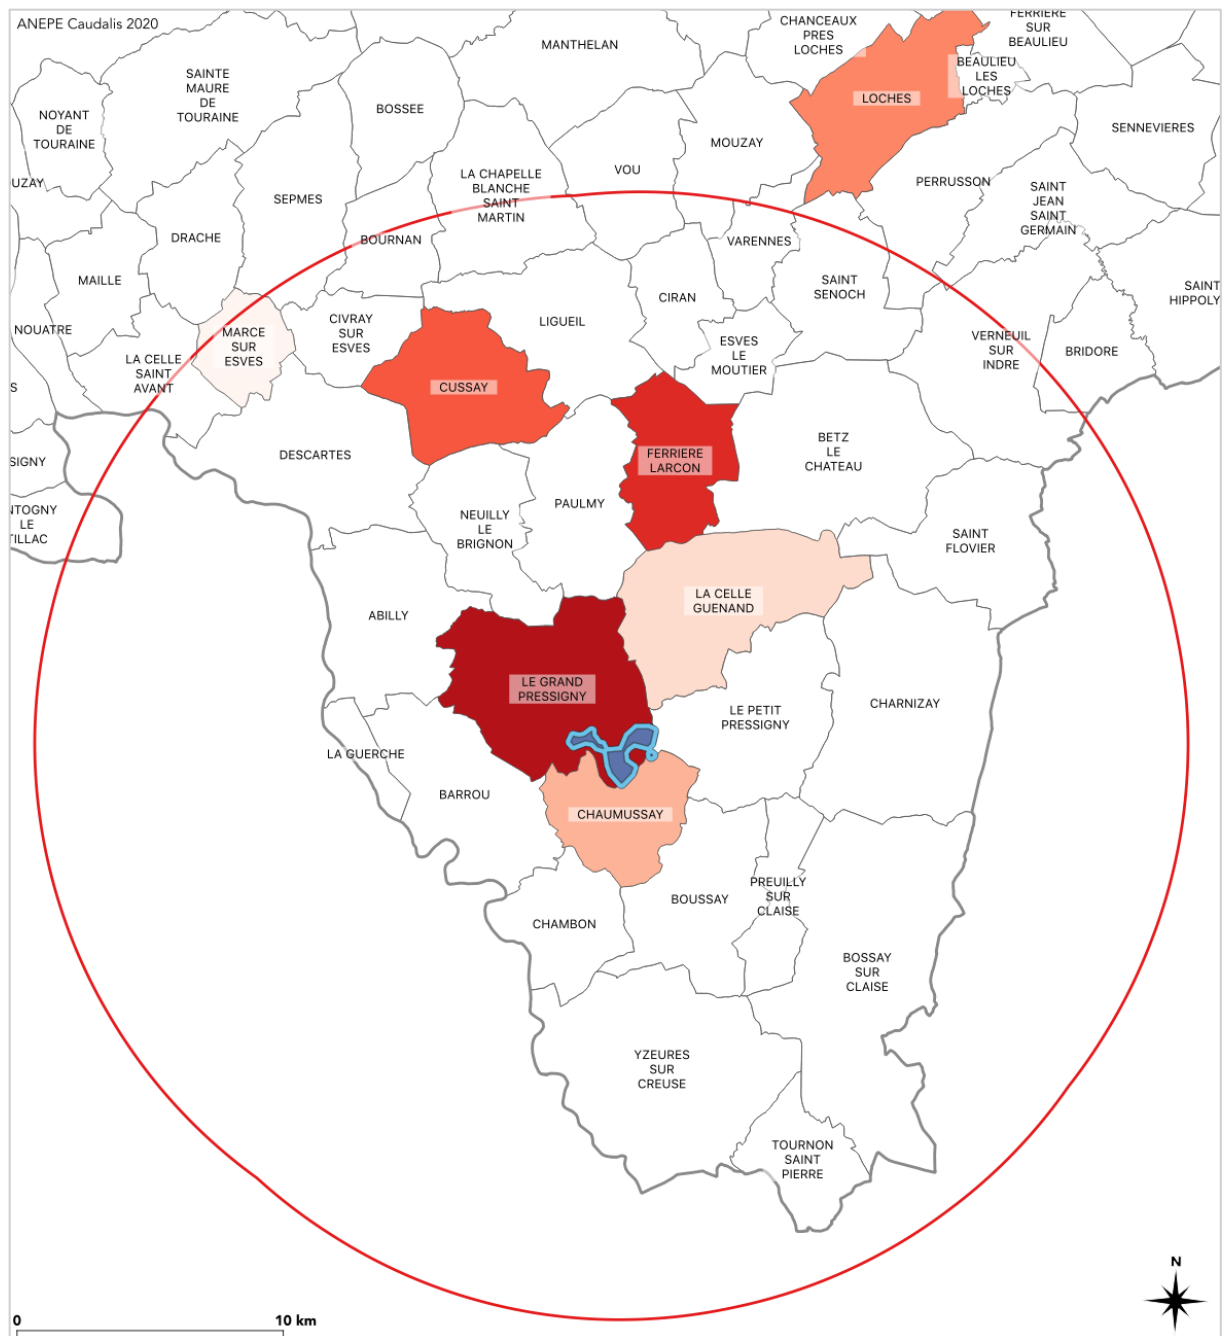 ANEPE Caudalis 2020
MANTHELAN
CHANCEAUX
PRES
LOCHES
FERRIERE
SUR
BEAULIEU
SAINTE
MAURE
DE
TOURAINE
BEAULIEU
LES
LOCHES
LOCHES
NOYANT
DE
TOURAINE
BOSSEE
SENNEVIERES
MOUZAY
VOU
UZAY
SEPMES
LA CHAPELLE
BLANCHE
SAINT
MARTIN
PERRUSSON
SAINT
JEAN
SAINT
GERMAIN
DRACHE
BOURNAN
VARENNES
MAILLE
SAINT
SENOCH
SAINT
HIPPOLY
CIRAN
NOUATRE
MARCE
SUR
ESVES
CIVRAY
SUR
ESVES
LIGUEIL
ESVES
LE
MOUTIER
VERNEUIL
SUR
INDRE
BRIDORE
LA CELLE
SAINT
AVANT
S
CUSSAY
DESCARTES
FERRIERE
LARCON
BETZ
LE
CHATEAU
SIGNY
NTOGNY
LE
TILLAC
NEUILLY
LE
BRIGNON
PAULMY
SAINT
FLOVIER
ABILLY
LA CELLE
GUENAND
LE GRAND
PRESSIGNY
LE PETIT
PRESSIGNY
CHARNIZAY
LA GUERCHE
BARROU
CHAUMUSSAY
CHAMBON
BOUSSAY
PREUILLY
SUR
CLAISE
BOSSAY
SUR
CLAISE
YZEURES
SUR
CREUSE
TOURNON
SAINT
PIERRE
N
0 10 km